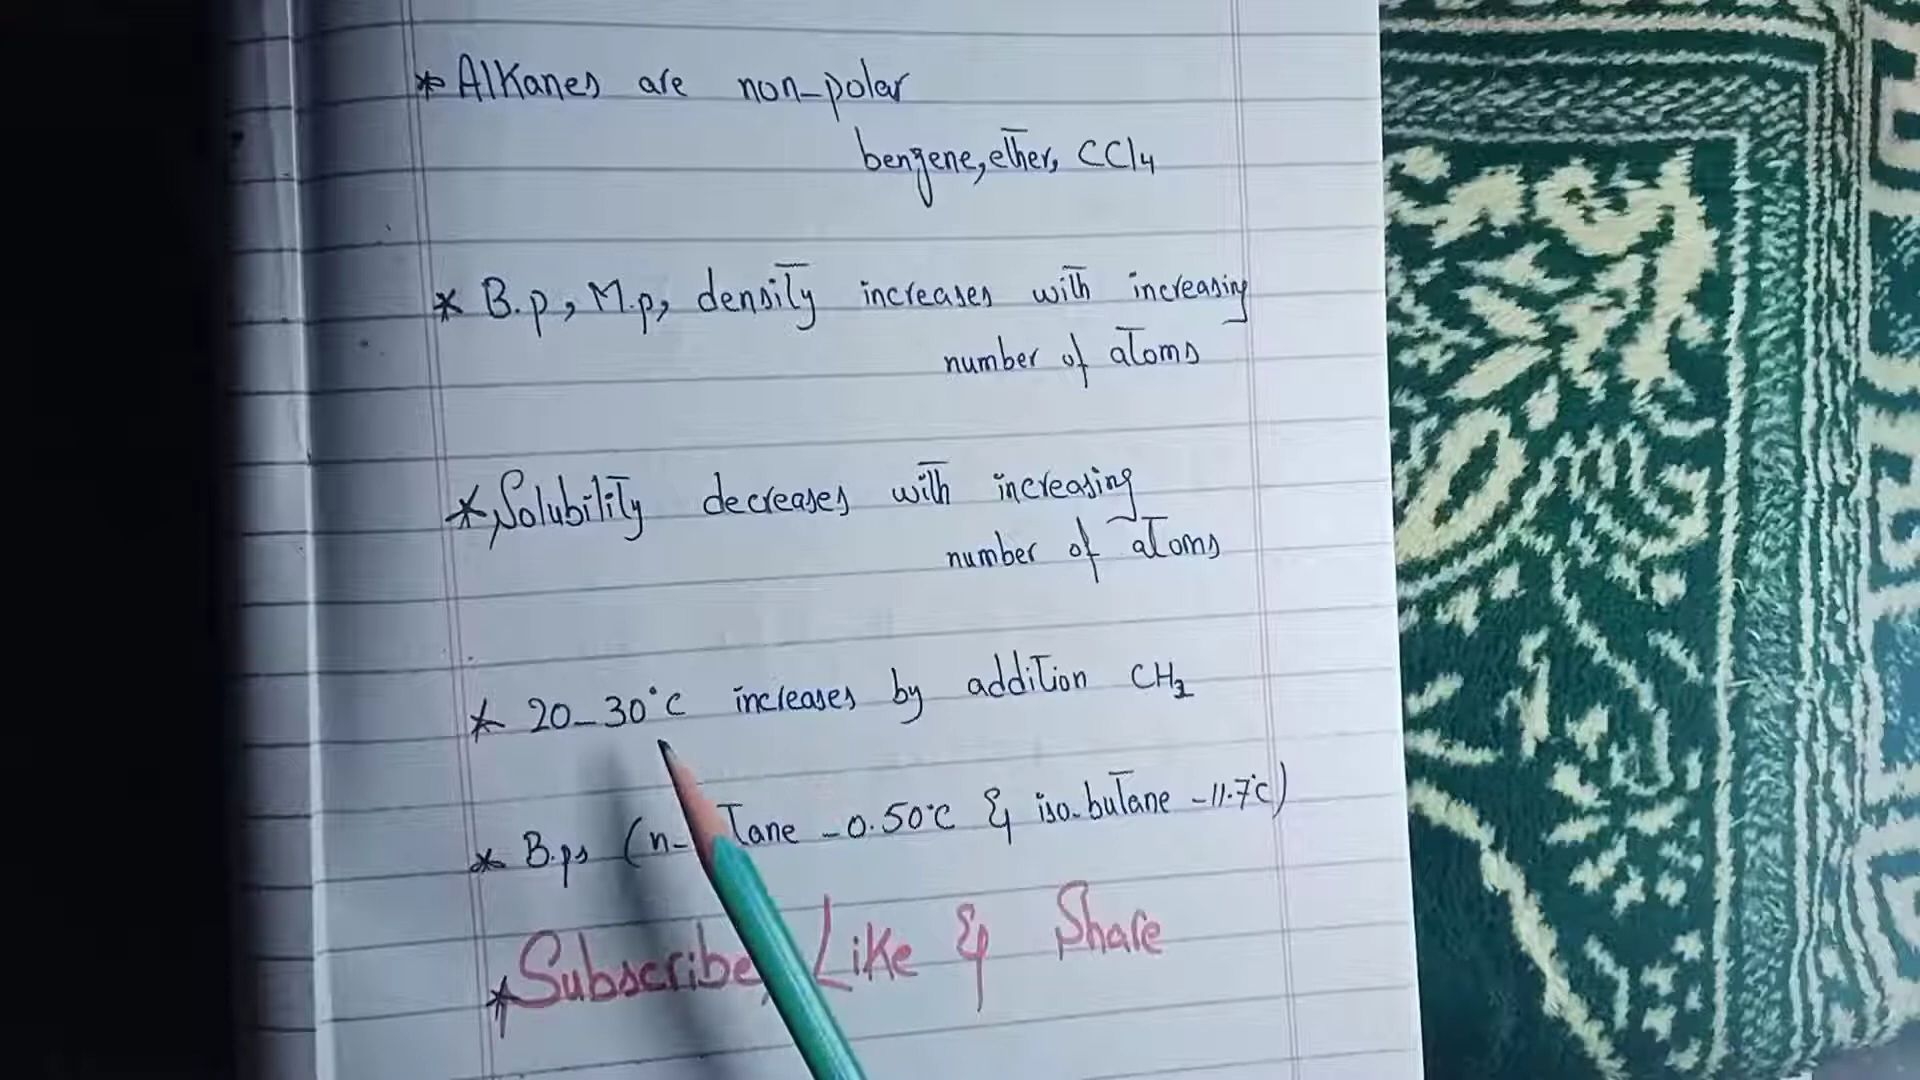 * Alkanes are non-polar
benzene, ether, CCl4
* B.p, M.p, density increases with increasing
number of atoms
* Solubility decreases with increasing
number of atoms
* 20-30°C increases by addition CH2
* B.ps (n- tane -0.50°C & iso-butane -11.7°C)
* Subscribe, Like & Share